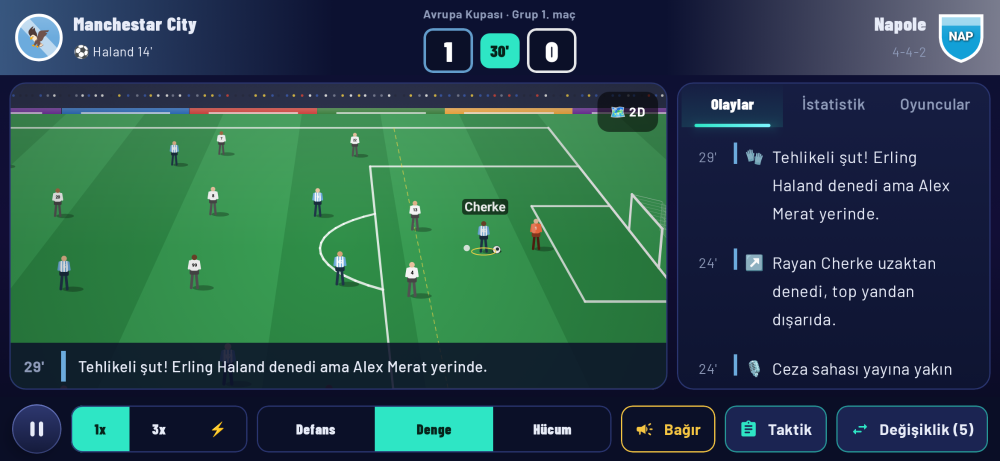 Manchestar City
Haland 14'
Avrupa Kupası · Grup 1. maç
1 30' 0
Napole
4-4-2
NAP
2D
Cherke
29' Tehlikeli şut! Erling Haland denedi ama Alex Merat yerinde.
Olaylar İstatistik Oyuncular
29' Tehlikeli şut! Erling
Haland denedi ama Alex
Merat yerinde.
24' Rayan Cherke uzaktan
denedi, top yandan
dışarıda.
24' Ceza sahası yayına yakın
1x 3x
Defans Denge Hücum
Bağır
Taktik
Değişiklik (5)